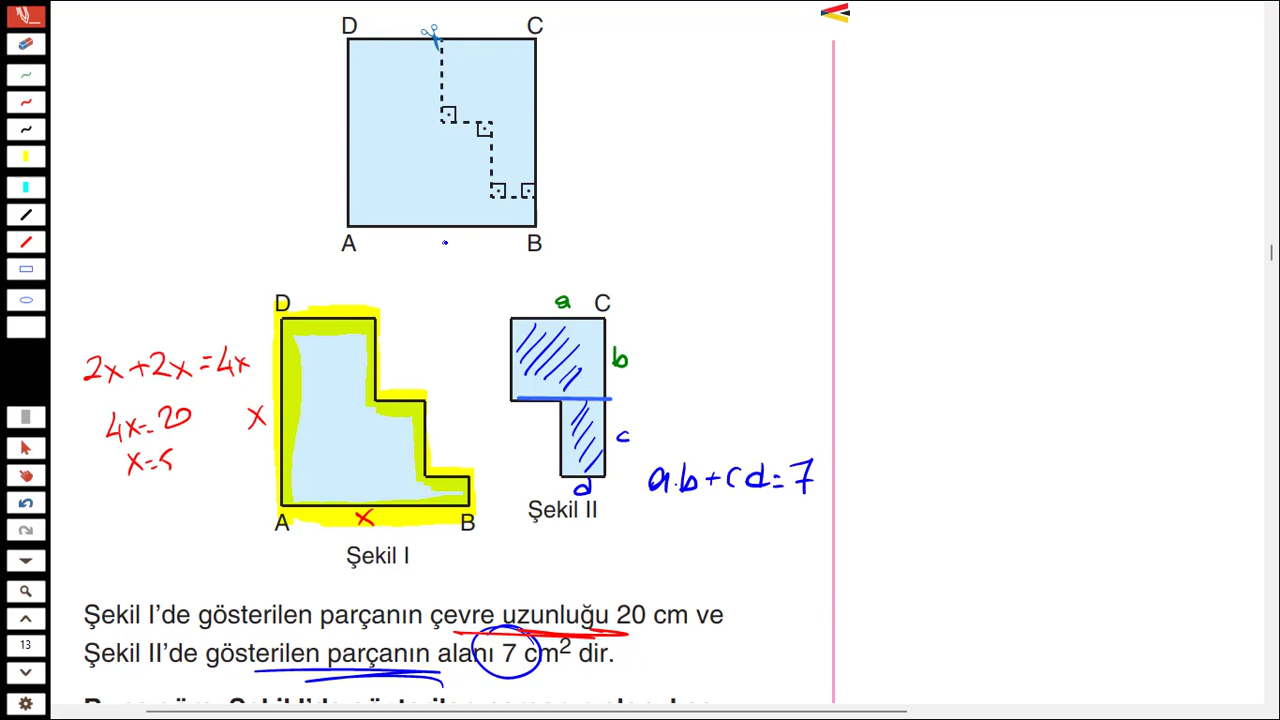 D C
A B
D a C
b
2x+2x=4x
4x=20 x
x=5
c
a.b+cd=7
d
A x B
Şekil II
Şekil I
Şekil I’de gösterilen parçanın çevre uzunluğu 20 cm ve
Şekil II’de gösterilen parçanın alanı 7 cm² dir.
13